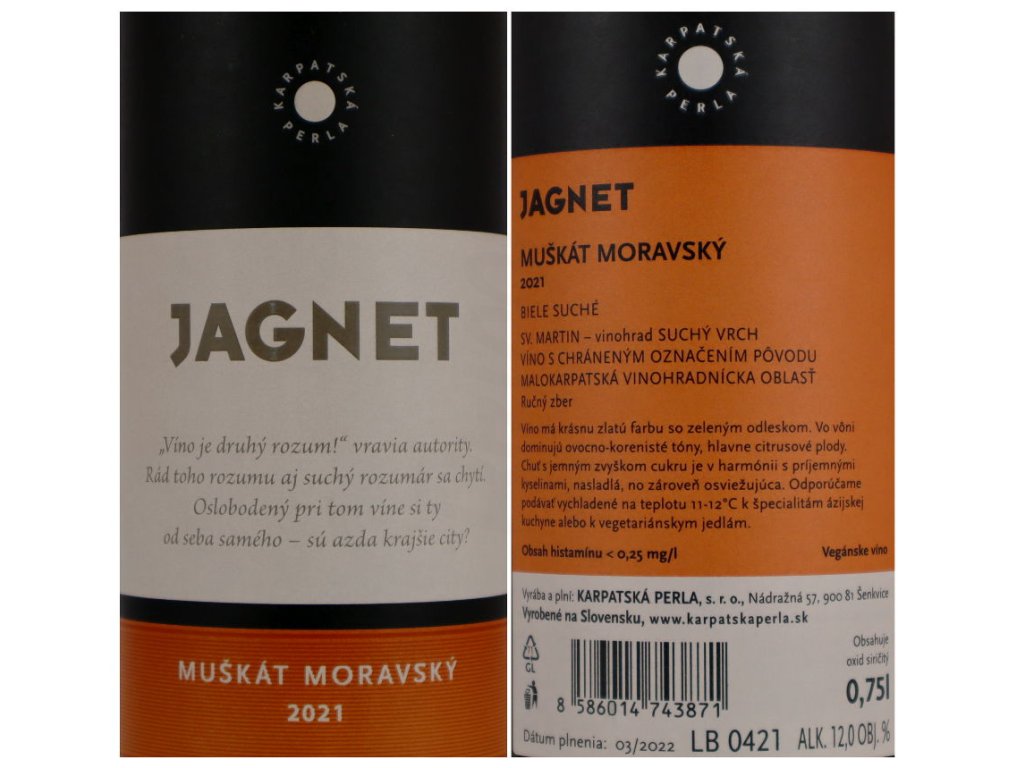 KARPATSKÁ
PERLA
JAGNET
„Víno je druhý rozum!“ vravia autority.
Rád toho rozumu aj suchý rozumár sa chytí.
Oslobodený pri tom víne si ty
od seba samého – sú azda krajšie city?
MUŠKÁT MORAVSKÝ
2021
KARPATSKÁ
PERLA
JAGNET
MUŠKÁT MORAVSKÝ
2021
BIELE SUCHÉ
SV. MARTIN – vinohrad SUCHÝ VRCH
VÍNO S CHRÁNENÝM OZNAČENÍM PÔVODU
MALOKARPATSKÁ VINOHRADNÍCKA OBLASŤ
Ručný zber
Víno má krásnu zlatú farbu so zeleným odleskom. Vo vôni
dominujú ovocno-korenisté tóny, hlavne citrusové plody.
Chuť s jemným zvyškom cukru je v harmónii s príjemnými
kyselinami, nasladlá, no zároveň osviežujúca. Odporúčame
podávať vychladené na teplotu 11-12°C k špecialitám ázijskej
kuchyne alebo k vegetariánskym jedlám.
Obsah histamínu < 0,25 mg/l Vegánske víno
Vyrába a plní: KARPATSKÁ PERLA, s. r. o., Nádražná 57, 900 81 Šenkvice
Vyrobené na Slovensku, www.karpatskaperla.sk
Obsahuje
oxid siričitý
GL
0,75l
8 586014 743871
Dátum plnenia: 03/2022 LB 0421 ALK. 12,0 OBJ. %